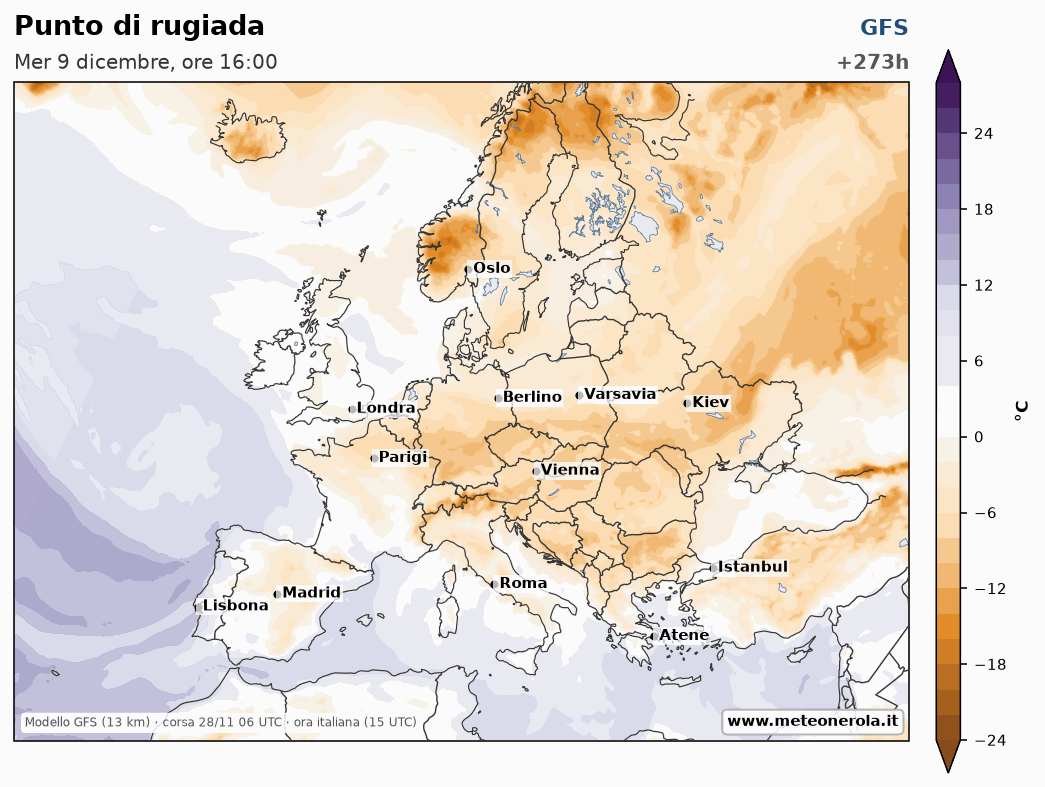 Punto di rugiada
GFS
Mer 9 dicembre, ore 16:00
+273h
Oslo
Berlino
Varsavia
Kiev
Londra
Parigi
Vienna
Istanbul
Roma
Madrid
Lisbona
Atene
Modello GFS (13 km) · corsa 28/11 06 UTC · ora italiana (15 UTC)
www.meteonerola.it
24
18
12
6
0
−6
−12
−18
−24
°C